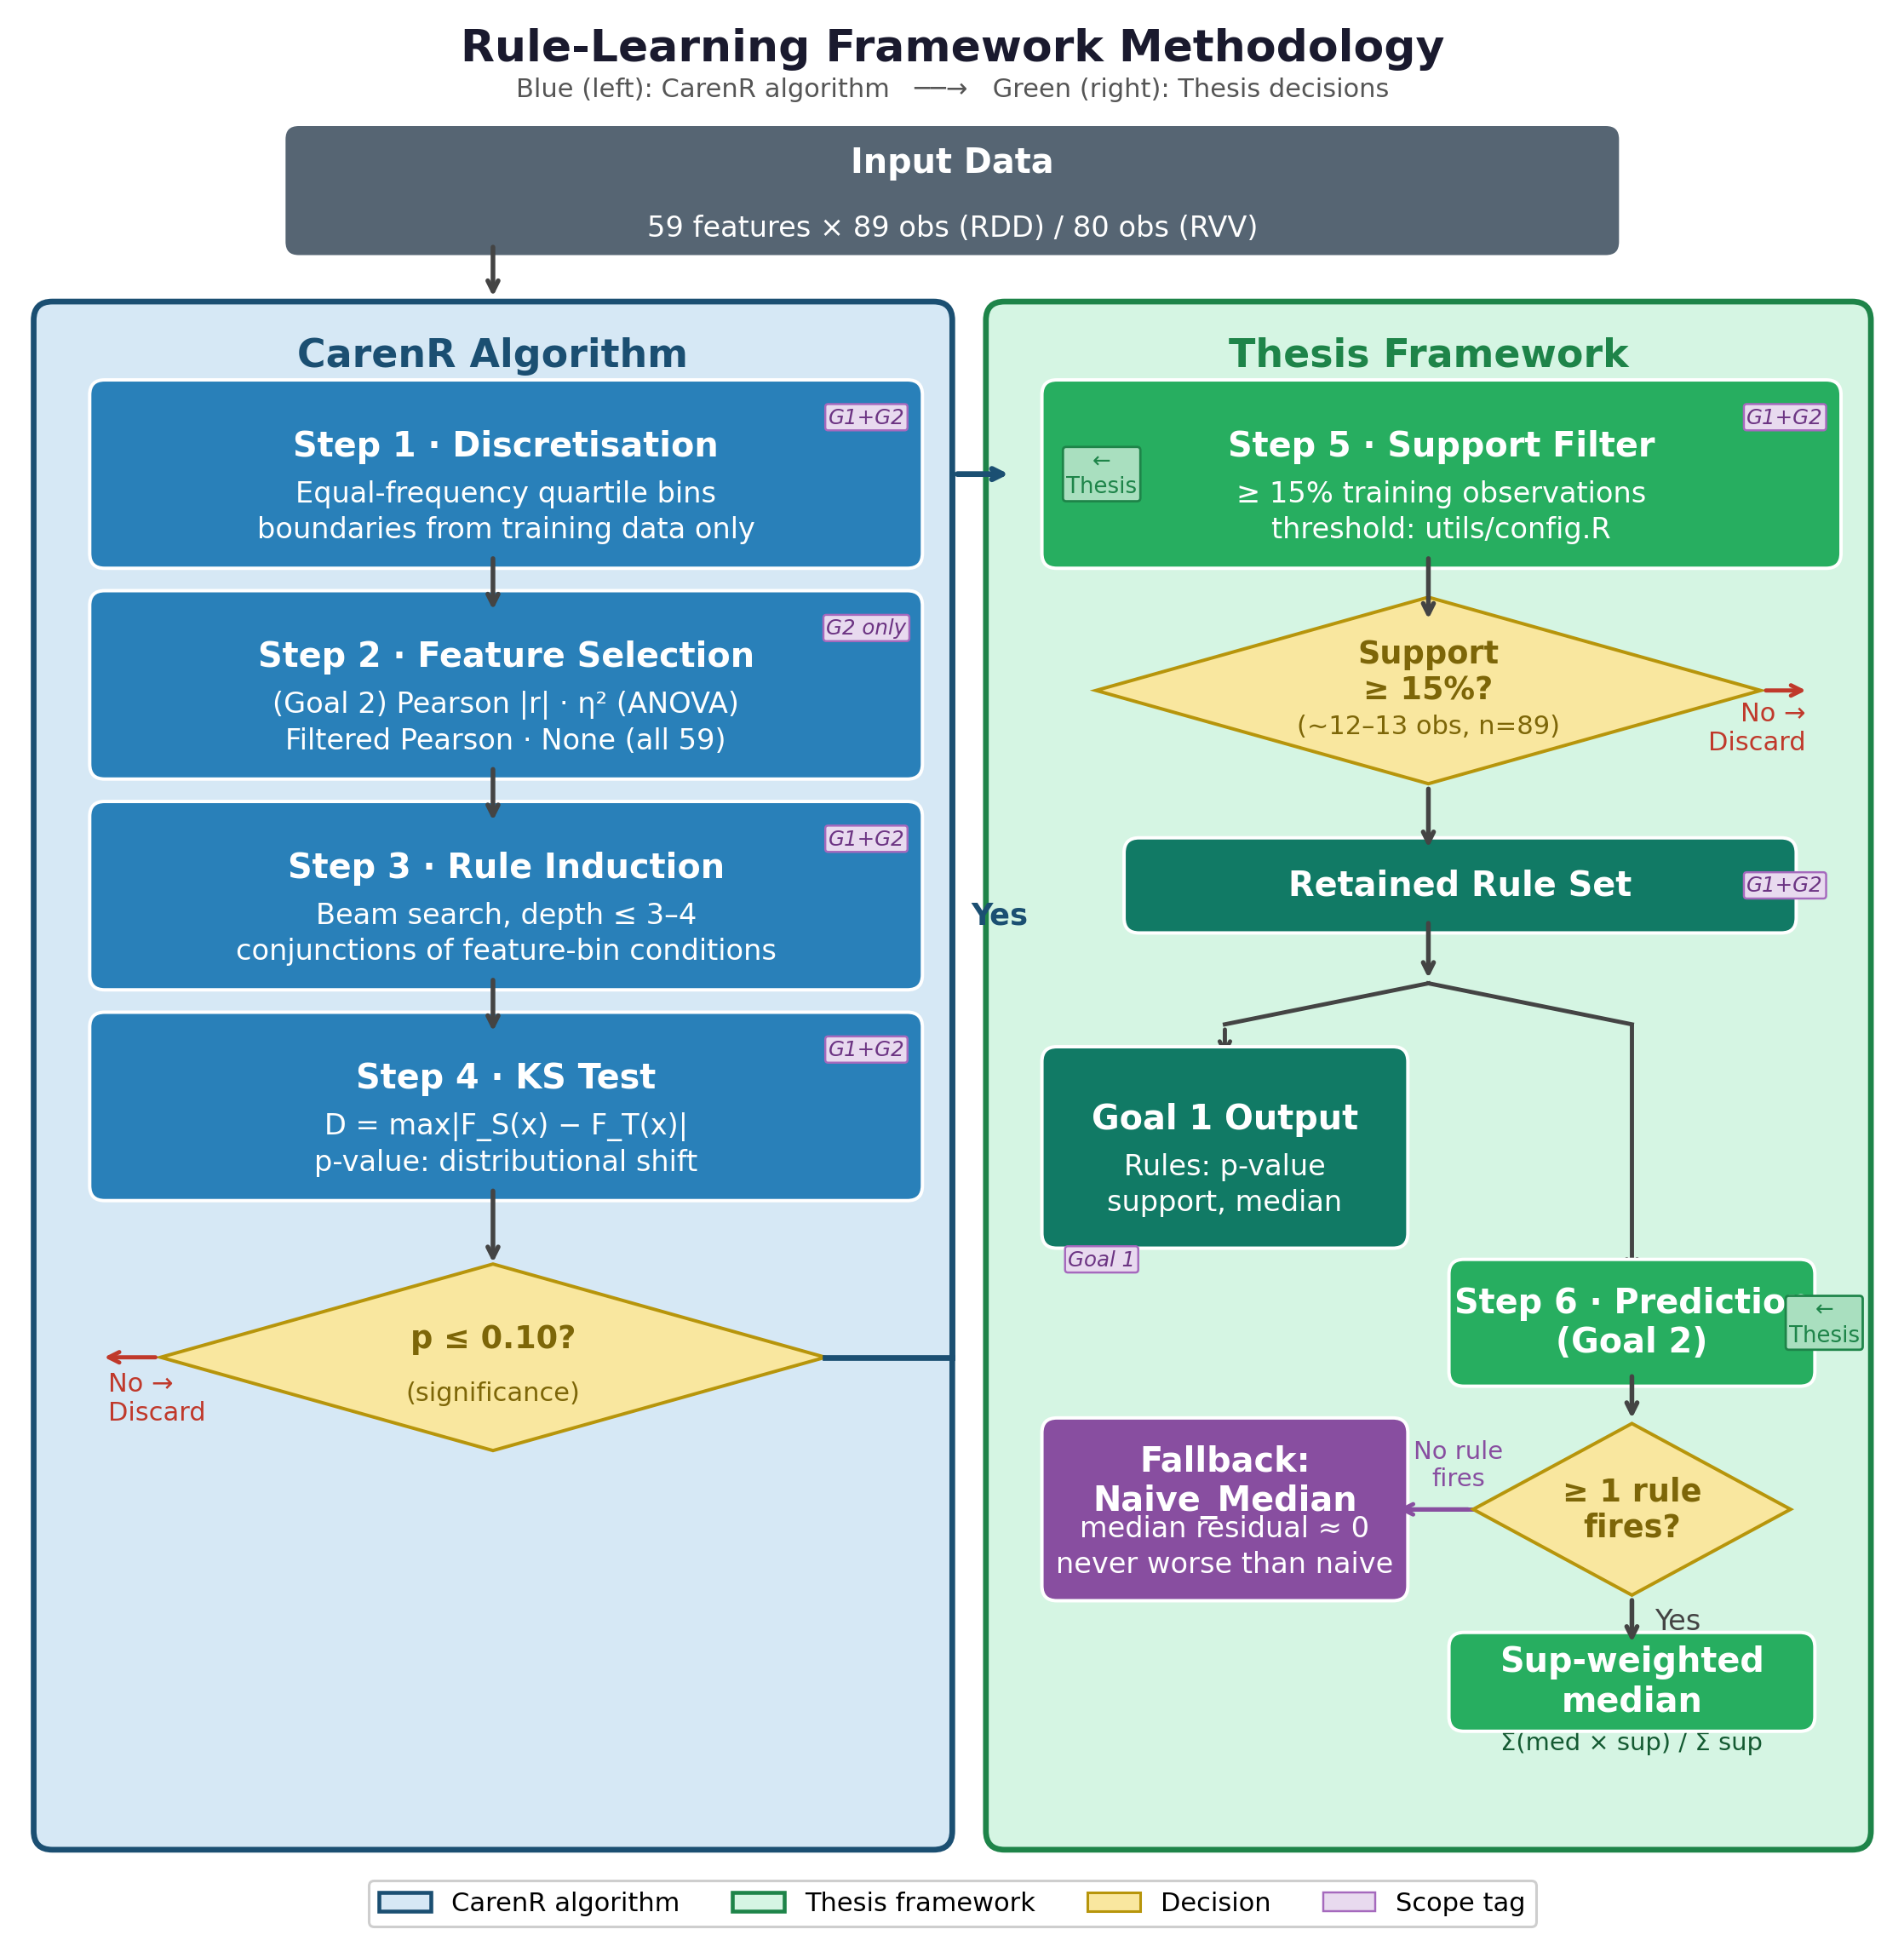 Rule-Learning Framework Methodology
Blue (left): CarenR algorithm ──→ Green (right): Thesis decisions
Input Data
59 features × 89 obs (RDD) / 80 obs (RVV)
CarenR Algorithm
G1+G2
Step 1 · Discretisation
Equal-frequency quartile bins
boundaries from training data only
G2 only
Step 2 · Feature Selection
(Goal 2) Pearson |r| · η² (ANOVA)
Filtered Pearson · None (all 59)
G1+G2
Step 3 · Rule Induction
Beam search, depth ≤ 3–4
conjunctions of feature-bin conditions
G1+G2
Step 4 · KS Test
D = max|F_S(x) − F_T(x)|
p-value: distributional shift
p ≤ 0.10?
(significance)
No →
Discard
Yes
Thesis Framework
G1+G2
←
Thesis
Step 5 · Support Filter
≥ 15% training observations
threshold: utils/config.R
Support
≥ 15%?
(~12–13 obs, n=89)
No →
Discard
Retained Rule Set
G1+G2
Goal 1 Output
Rules: p-value
support, median
Goal 1
Step 6 · Prediction
(Goal 2)
←
Thesis
≥ 1 rule
fires?
No rule
fires
Fallback:
Naive_Median
median residual ≈ 0
never worse than naive
Yes
Sup-weighted
median
Σ(med × sup) / Σ sup
CarenR algorithm
Thesis framework
Decision
Scope tag